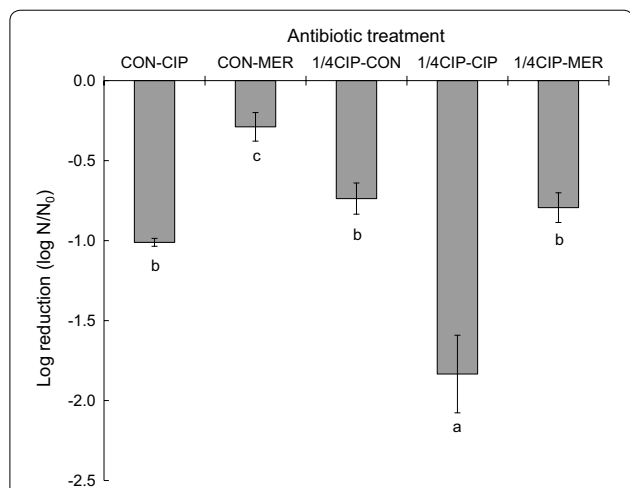 Antibiotic treatment
CON-CIP CON-MER 1/4CIP-CON 1/4CIP-CIP 1/4CIP-MER
0.0
-0.5
-1.0
-1.5
-2.0
-2.5
Log reduction (log N/N0)
b
c
b
a
b